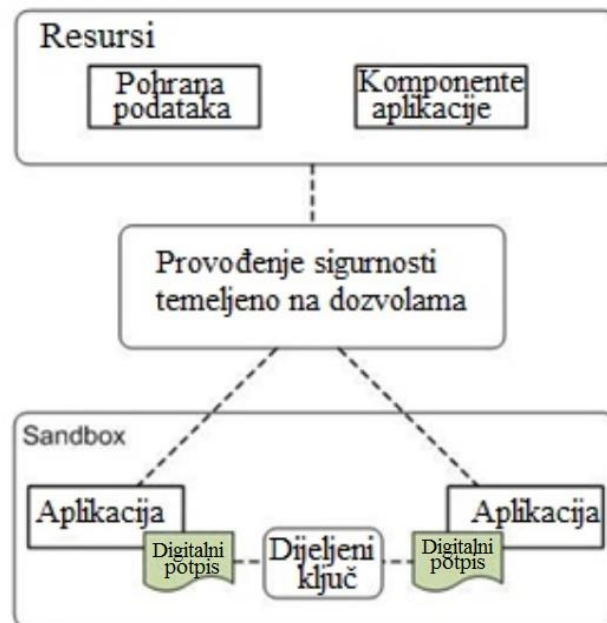 Resursi
Pohrana
podataka
Komponente
aplikacije
Provođenje sigurnosti
temeljeno na dozvolama
Sandbox
Aplikacija
Digitalni
potpis
Dijeljeni
ključ
Aplikacija
Digitalni
potpis